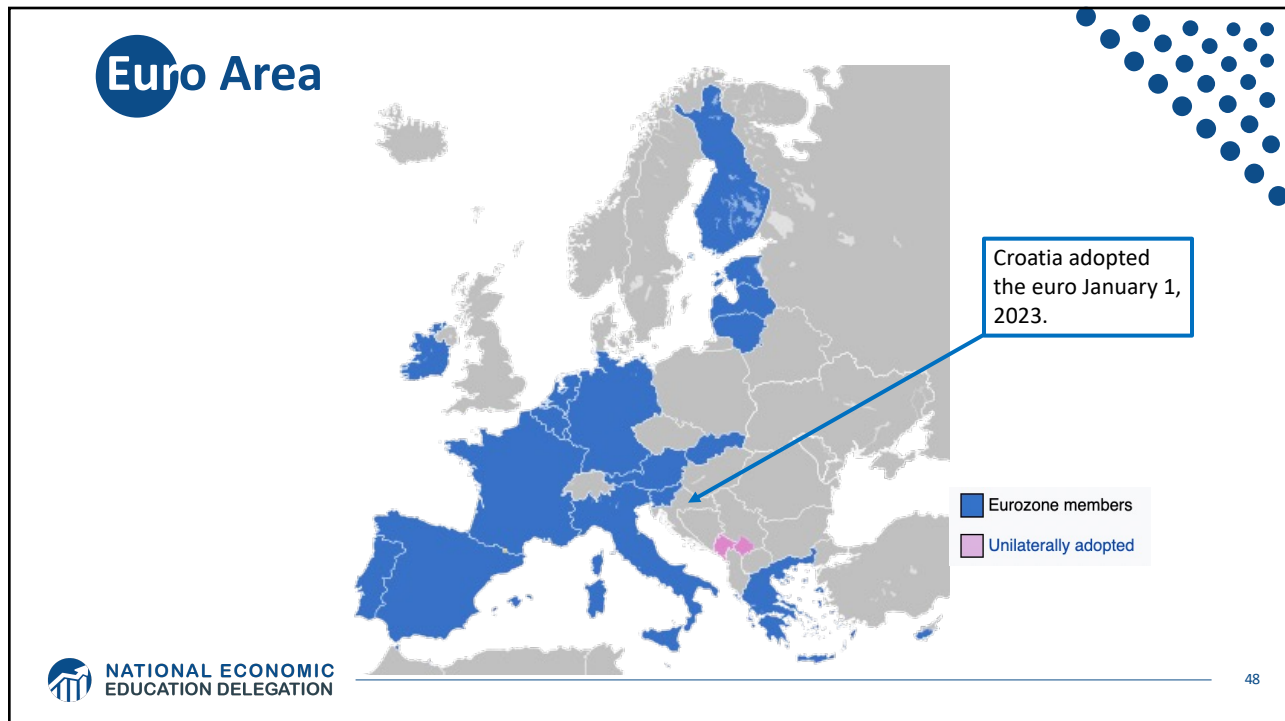 Euro Area
Croatia adopted
the euro January 1,
2023.
Eurozone members
Unilaterally adopted
NATIONAL ECONOMIC
EDUCATION DELEGATION
48